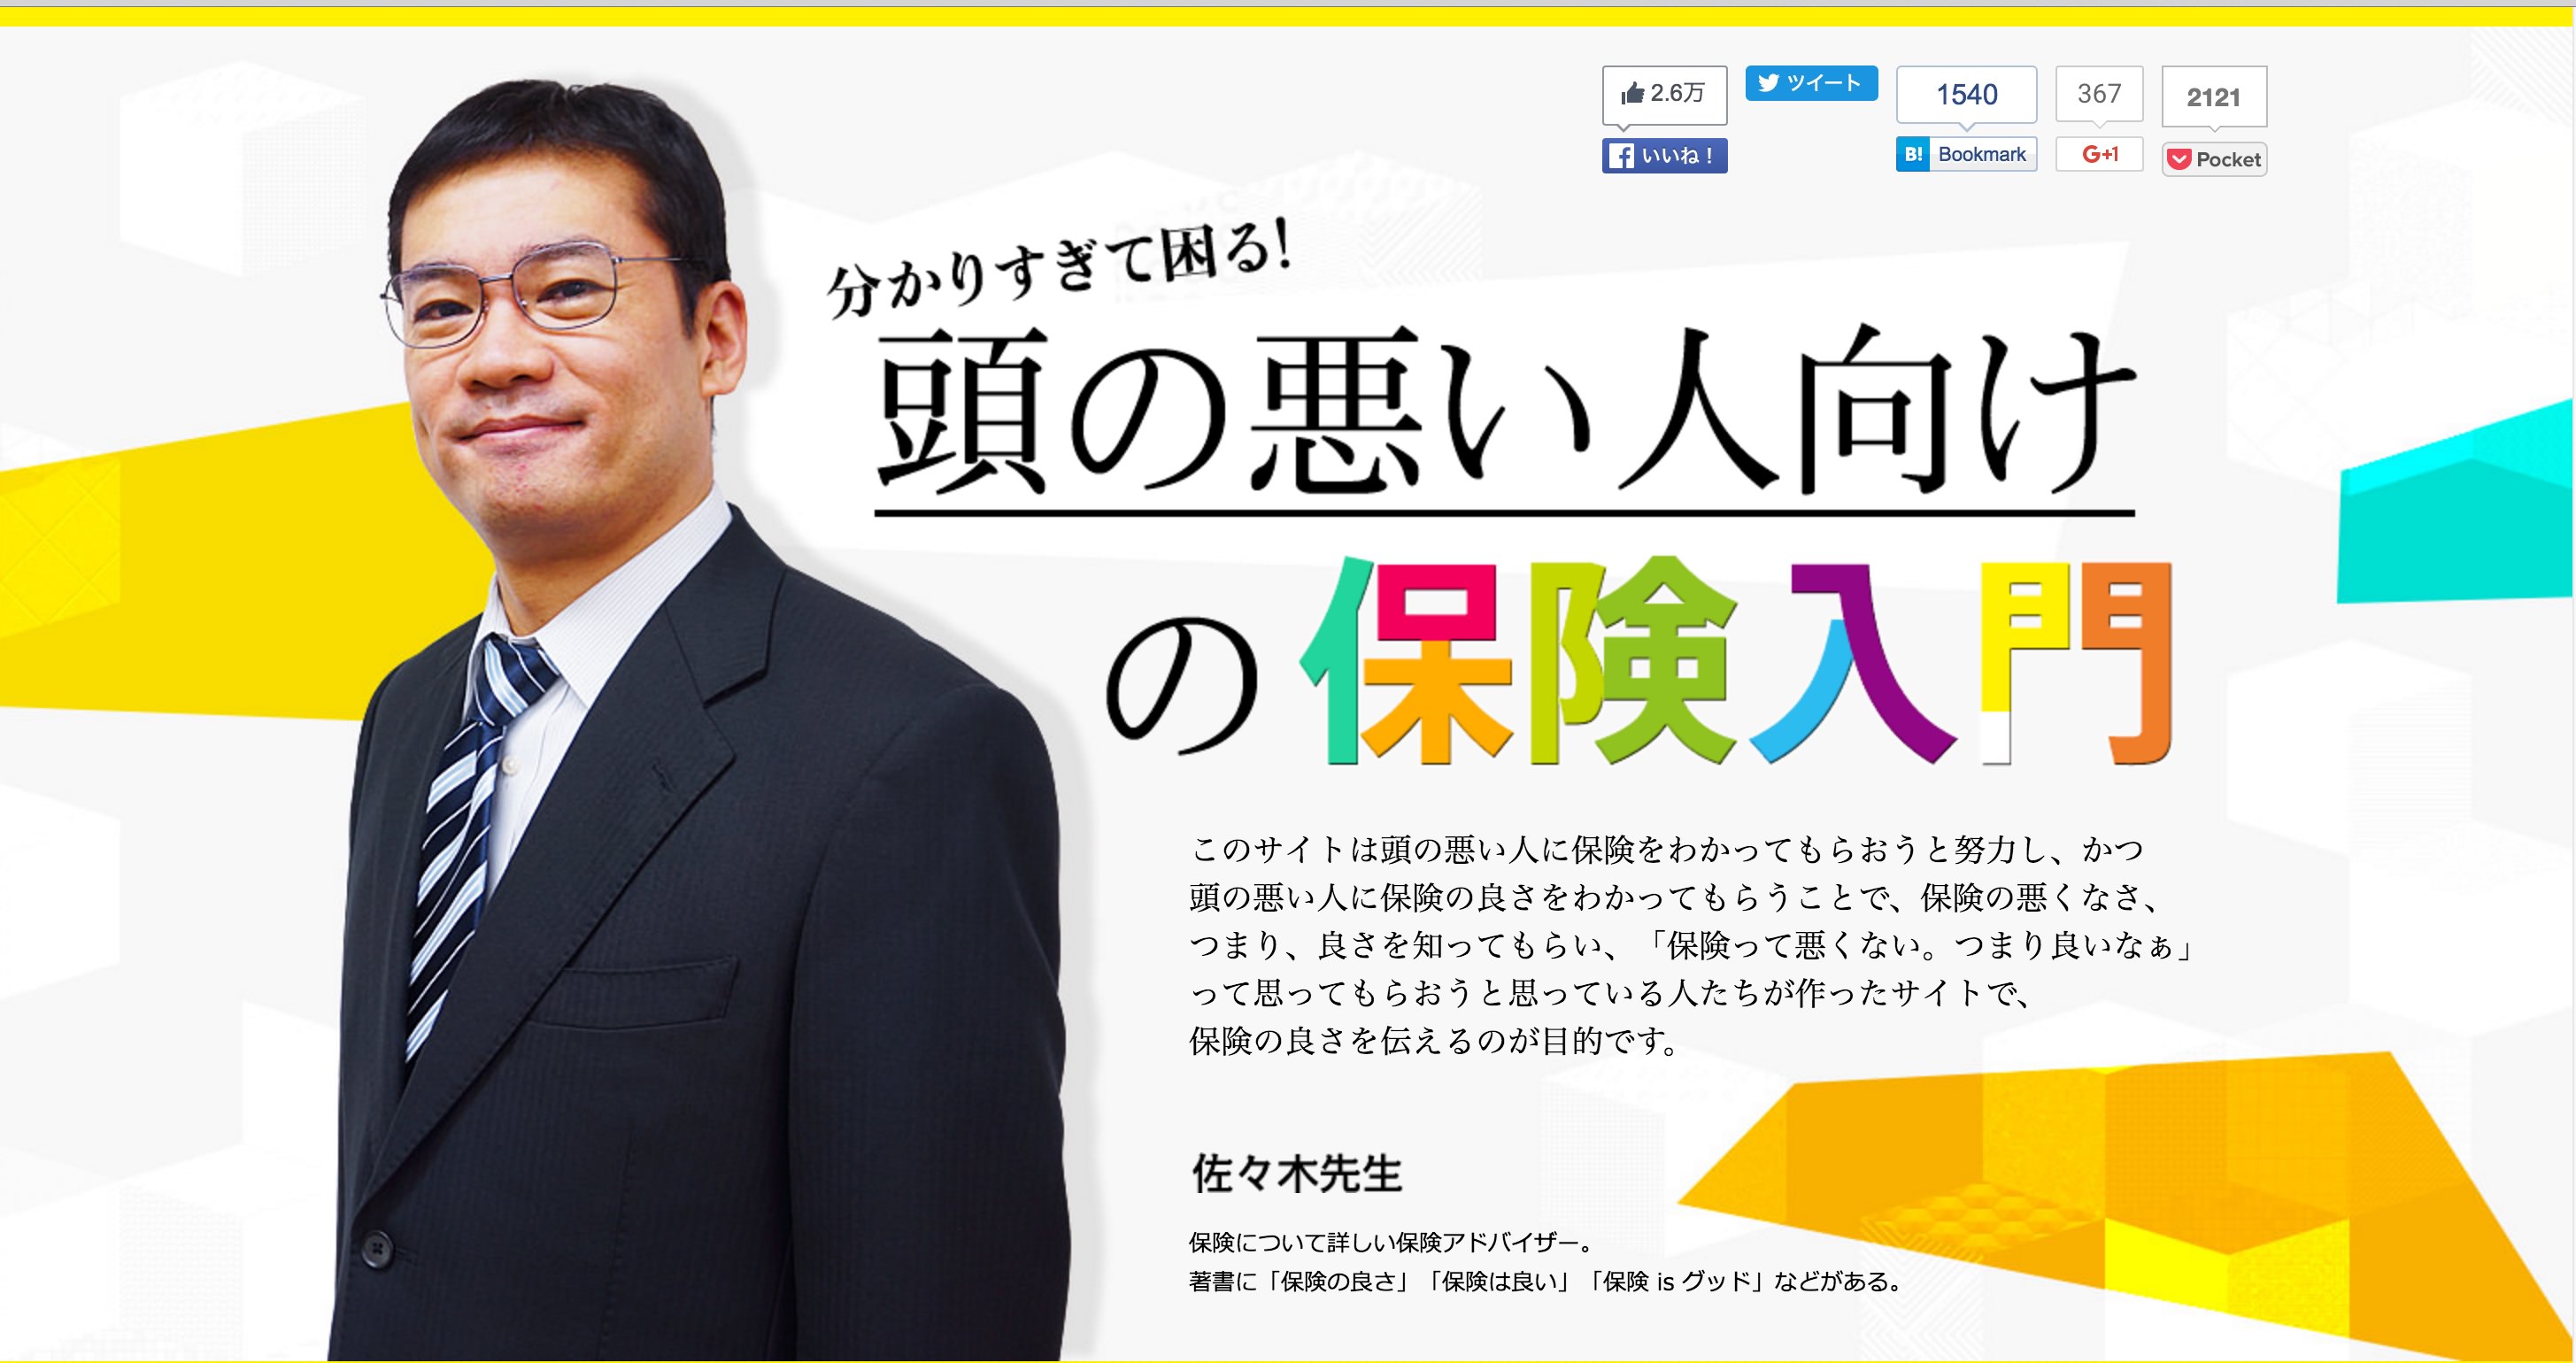 2.6万
いいね！
ツイート
1540
B! Bookmark
367
G+1
2121
Pocket
分かりすぎて困る!
頭の悪い人向け
の保険入門
このサイトは頭の悪い人に保険をわかってもらおうと努力し、かつ
頭の悪い人に保険の良さをわかってもらうことで、保険の悪くなさ、
つまり、良さを知ってもらい、「保険って悪くない。つまり良いなぁ」
って思ってもらおうと思っている人たちが作ったサイトで、
保険の良さを伝えるのが目的です。
佐々木先生
保険について詳しい保険アドバイザー。
著書に「保険の良さ」「保険は良い」「保険 is グッド」などがある。